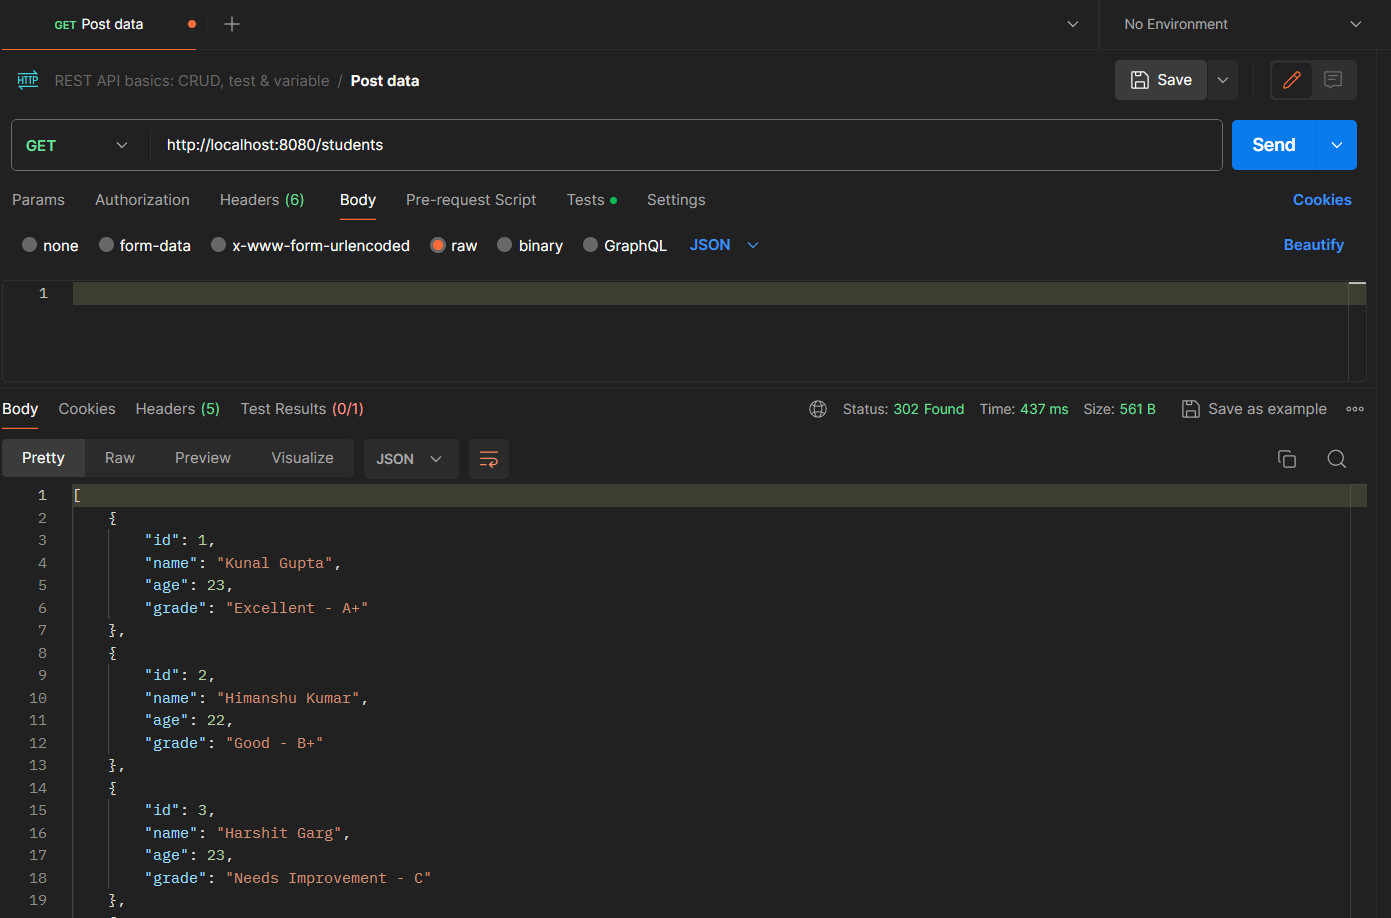 GET Post data
No Environment
HTTP REST API basics: CRUD, test & variable / Post data
Save
GET http://localhost:8080/students Send
Params Authorization Headers (6) Body Pre-request Script Tests Settings Cookies
none form-data x-www-form-urlencoded raw binary GraphQL JSON Beautify
1
Body Cookies Headers (5) Test Results (0/1) Status: 302 Found Time: 437 ms Size: 561 B Save as example
Pretty Raw Preview Visualize JSON
1 [
2 {
3 "id": 1,
4 "name": "Kunal Gupta",
5 "age": 23,
6 "grade": "Excellent - A+"
7 },
8 {
9 "id": 2,
10 "name": "Himanshu Kumar",
11 "age": 22,
12 "grade": "Good - B+"
13 },
14 {
15 "id": 3,
16 "name": "Harshit Garg",
17 "age": 23,
18 "grade": "Needs Improvement - C"
19 },